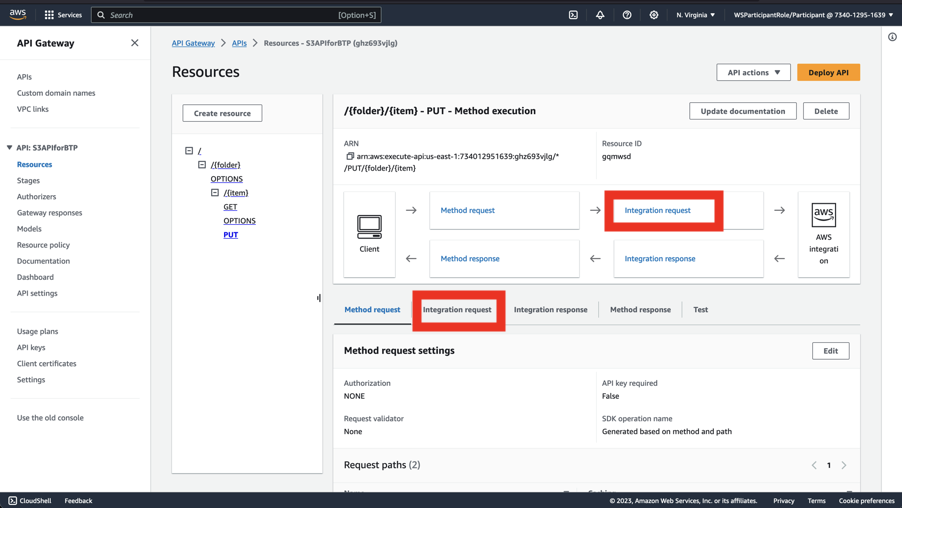 aws
Services
Search
[Option+S]
N. Virginia ▼
WSParticipantRole/Participant @ 7340-1295-1639 ▼
API Gateway
APIs
Custom domain names
VPC links
▼ API: S3APIforBTP
Resources
Stages
Authorizers
Gateway responses
Models
Resource policy
Documentation
Dashboard
API settings
Usage plans
API keys
Client certificates
Settings
Use the old console
API Gateway > APIs > Resources - S3APIforBTP (ghz693vjlg)
Resources
API actions ▼
Deploy API
Create resource
/
/{folder}
OPTIONS
/{item}
GET
OPTIONS
PUT
/{folder}/{item} - PUT - Method execution
Update documentation
Delete
ARN
arn:aws:execute-api:us-east-1:734012951639:ghz693vjlg/*
/PUT/{folder}/{item}
Resource ID
gqmwsd
Client
Method request
Integration request
Method response
Integration response
aws
AWS
integrati
on
Method request
Integration request
Integration response
Method response
Test
Method request settings
Edit
Authorization
NONE
API key required
False
Request validator
None
SDK operation name
Generated based on method and path
Request paths (2)
1
CloudShell
Feedback
© 2023, Amazon Web Services, Inc. or its affiliates.
Privacy
Terms
Cookie preferences